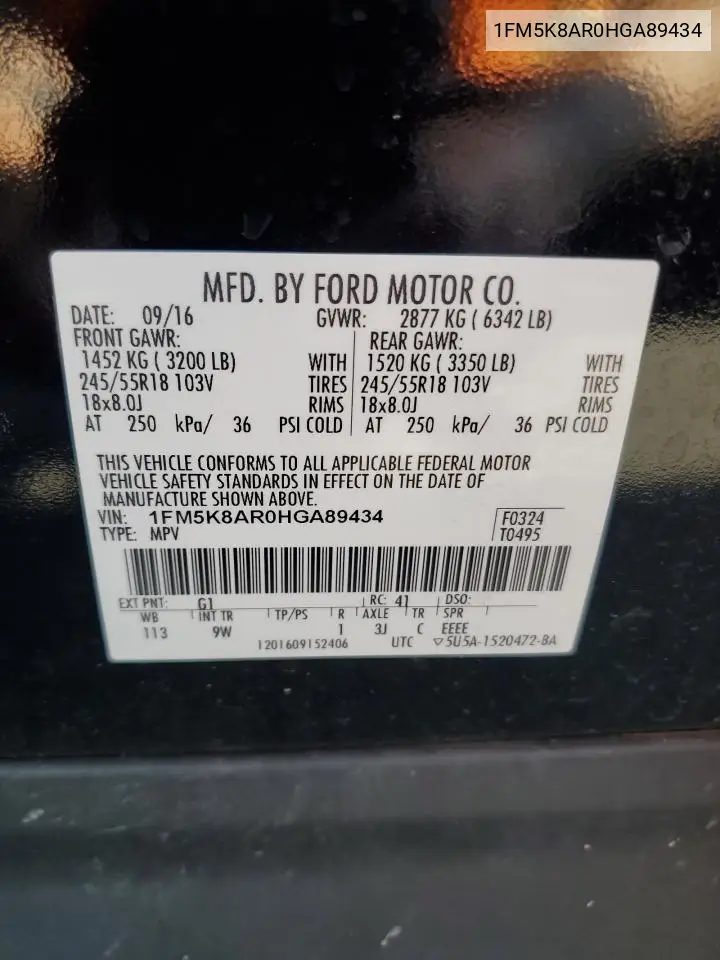 1FM5K8AR0HGA89434
MFD. BY FORD MOTOR CO.
DATE: 09/16 GVWR: 2877 KG ( 6342 LB)
FRONT GAWR: REAR GAWR:
1452 KG ( 3200 LB) WITH 1520 KG ( 3350 LB) WITH
245/55R18 103V TIRES 245/55R18 103V TIRES
18x8.0J RIMS 18x8.0J RIMS
AT 250 kPa/ 36 PSI COLD AT 250 kPa/ 36 PSI COLD
THIS VEHICLE CONFORMS TO ALL APPLICABLE FEDERAL MOTOR
VEHICLE SAFETY STANDARDS IN EFFECT ON THE DATE OF
MANUFACTURE SHOWN ABOVE.
VIN: 1FM5K8AR0HGA89434 F0324
TYPE: MPV T0495
EXT PNT: G1 RC: 41 DSO:
WB INT TR TP/PS R AXLE TR SPR
113 9W 1 3J C EEEE
1201609152406 UTC ▽5U5A-1520472-BA